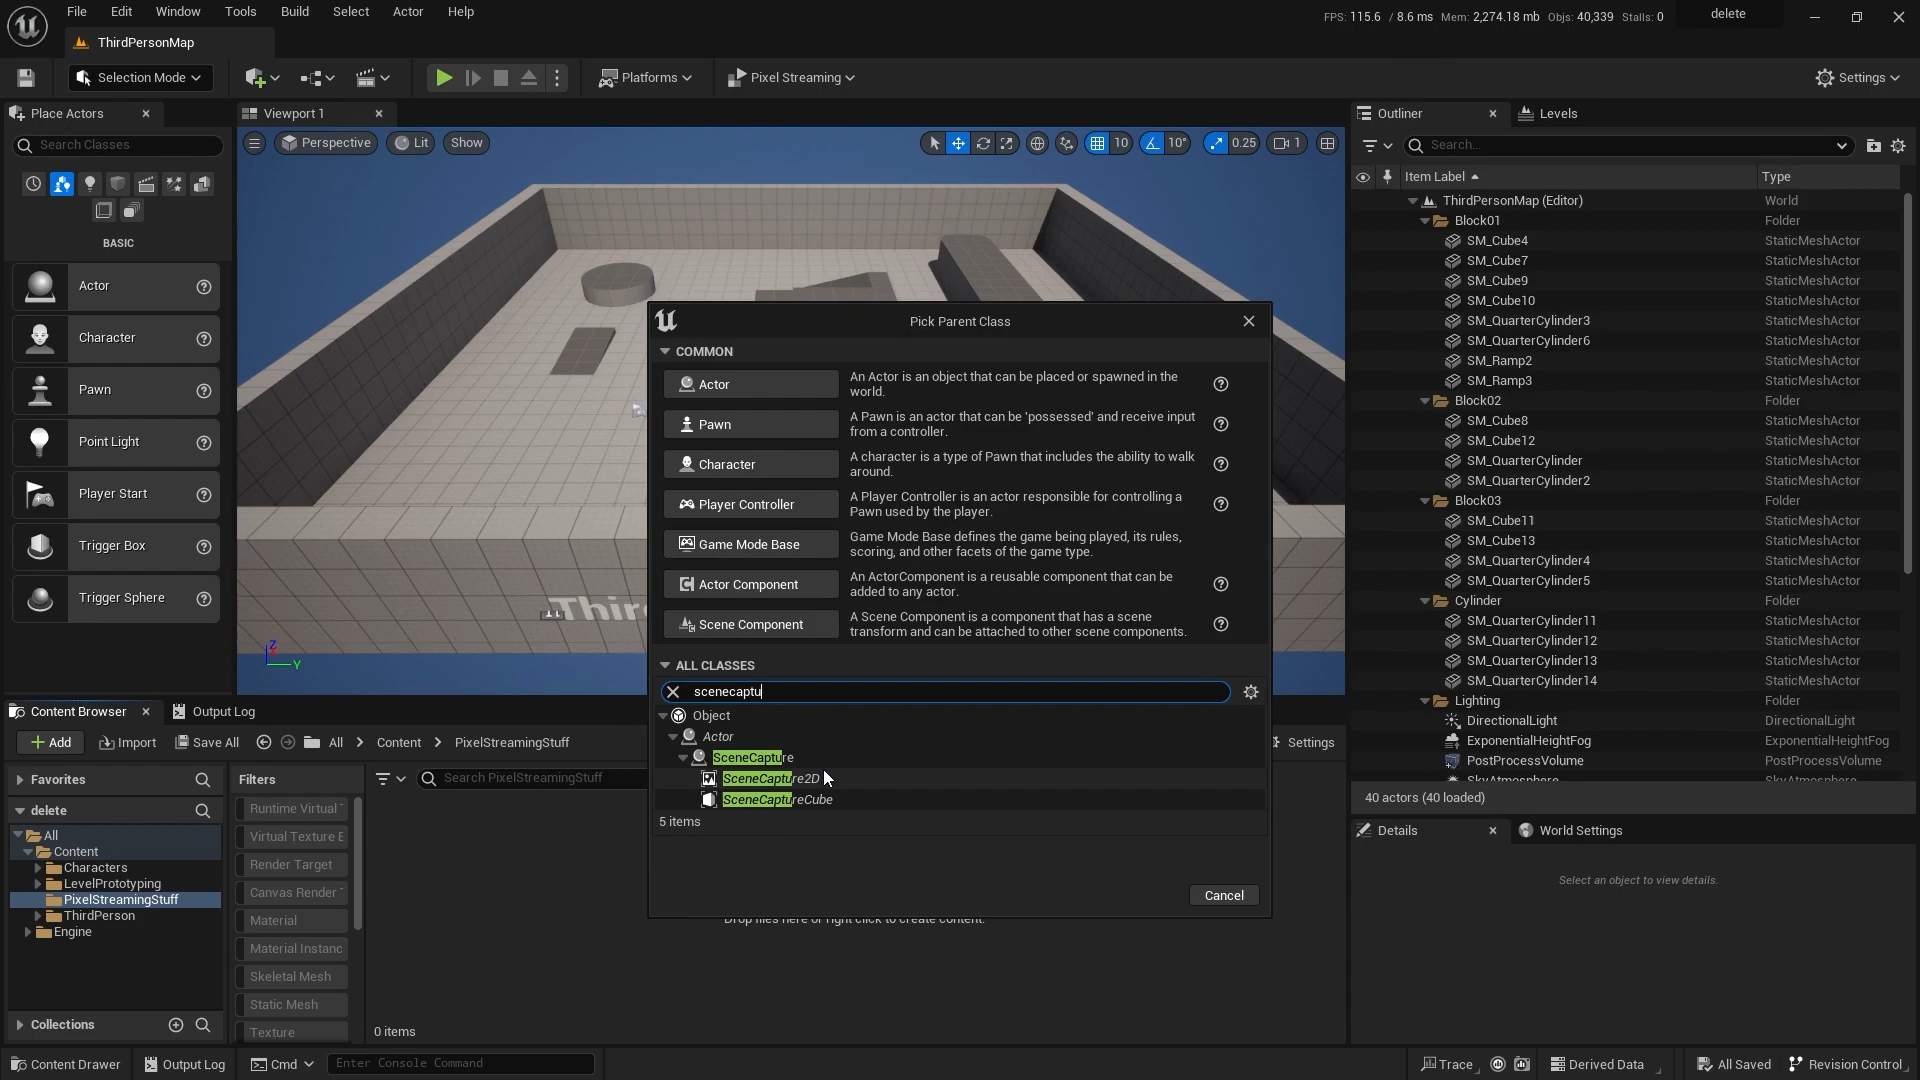 File Edit Window Tools Build Select Actor Help
FPS: 115.6 / 8.6 ms Mem: 2,274.18 mb Objs: 40,339 Stalls: 0
delete
ThirdPersonMap
Selection Mode
Platforms
Pixel Streaming
Settings
Place Actors
Search Classes
BASIC
Actor
Character
Pawn
Point Light
Player Start
Trigger Box
Trigger Sphere
Viewport 1
Perspective
Lit
Show
10
10°
0.25
1
Thir
Z
Y
Pick Parent Class
COMMON
Actor
An Actor is an object that can be placed or spawned in the
world.
Pawn
A Pawn is an actor that can be 'possessed' and receive input
from a controller.
Character
A character is a type of Pawn that includes the ability to walk
around.
Player Controller
A Player Controller is an actor responsible for controlling a
Pawn used by the player.
Game Mode Base
Game Mode Base defines the game being played, its rules,
scoring, and other facets of the game type.
Actor Component
An ActorComponent is a reusable component that can be
added to any actor.
Scene Component
A Scene Component is a component that has a scene
transform and can be attached to other scene components.
ALL CLASSES
scenecaptu
Object
Actor
SceneCapture
SceneCapture2D
SceneCaptureCube
5 items
Cancel
Outliner
Levels
Search...
Item Label Type
ThirdPersonMap (Editor) World
Block01 Folder
SM_Cube4 StaticMeshActor
SM_Cube7 StaticMeshActor
SM_Cube9 StaticMeshActor
SM_Cube10 StaticMeshActor
SM_QuarterCylinder3 StaticMeshActor
SM_QuarterCylinder6 StaticMeshActor
SM_Ramp2 StaticMeshActor
SM_Ramp3 StaticMeshActor
Block02 Folder
SM_Cube8 StaticMeshActor
SM_Cube12 StaticMeshActor
SM_QuarterCylinder StaticMeshActor
SM_QuarterCylinder2 StaticMeshActor
Block03 Folder
SM_Cube11 StaticMeshActor
SM_Cube13 StaticMeshActor
SM_QuarterCylinder4 StaticMeshActor
SM_QuarterCylinder5 StaticMeshActor
Cylinder Folder
SM_QuarterCylinder11 StaticMeshActor
SM_QuarterCylinder12 StaticMeshActor
SM_QuarterCylinder13 StaticMeshActor
SM_QuarterCylinder14 StaticMeshActor
Lighting Folder
DirectionalLight DirectionalLight
ExponentialHeightFog ExponentialHeightFog
PostProcessVolume PostProcessVolume
SkyAtmosphere SkyAtmosphere
40 actors (40 loaded)
Details
World Settings
Select an object to view details.
Content Browser
Output Log
Add
Import
Save All
All
Content
PixelStreamingStuff
Settings
Favorites
delete
All
Content
Characters
LevelPrototyping
PixelStreamingStuff
ThirdPerson
Engine
Collections
Filters
Runtime Virtual
Virtual Texture
Render Target
Canvas Render
Material
Material Instanc
Skeletal Mesh
Static Mesh
Texture
Search PixelStreamingStuff
Drop files here or right click to create content.
0 items
Content Drawer
Output Log
Cmd
Enter Console Command
Trace
Derived Data
All Saved
Revision Control